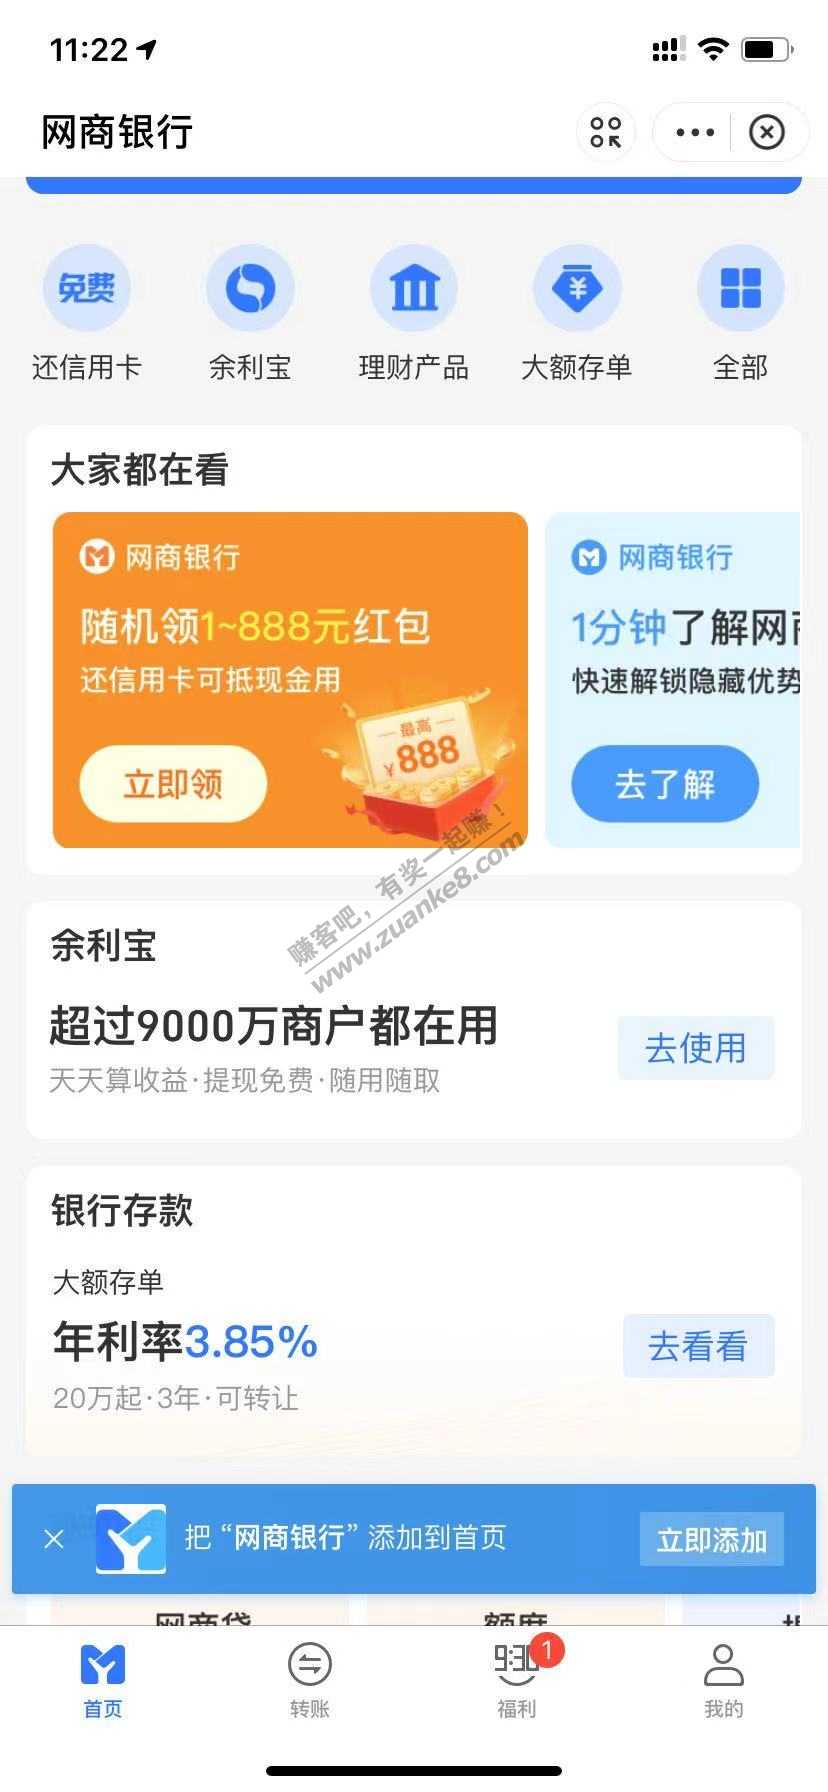 11:22
网商银行
免费
还信用卡
余利宝
理财产品
大额存单
全部
大家都在看
网商银行
随机领1~888元红包
还信用卡可抵现金用
最高
¥888
立即领
网商银行
1分钟了解网商
快速解锁隐藏优势
去了解
赚客吧，有奖一起赚！
www.zuanke8.com
余利宝
超过9000万商户都在用
天天算收益·提现免费·随用随取
去使用
银行存款
大额存单
年利率3.85%
20万起·3年·可转让
去看看
把“网商银行”添加到首页
立即添加
网商贷
额度
首页
转账
9:30
1
福利
我的